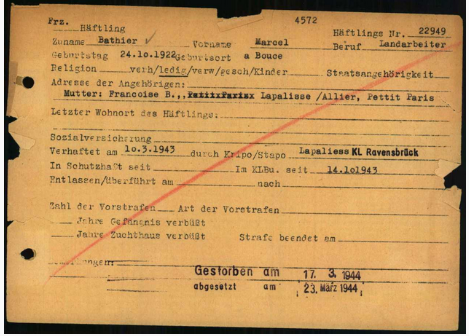 4572
Frz.
Häftling Häftlings Nr. 22949
Zuname Bathier Vorname Marcel Beruf Landarbeiter
Geburtstag 24.10.1922 Geburtsort a Bouce
Religion verh/ledig/verw/gesch/Kinder Staatsangehörigkeit
Adresse der Angehörigen:
Mutter: Francoise B., Lapalisse /Allier, Pettit Paris
Letzter Wohnort des Häftlings:
Sozialversicherung
Verhaftet am 10.3.1943 durch Kripo/Stapo Lapaliess KL Ravensbrück
In Schutzhaft seit Im KLBu. seit 14.101943
Entlassen/überführt am nach
Zahl der Vorstrafen Art der Vorstrafen
Jahre Gefängnis verbüßt
Jahre Zuchthaus verbüßt Strafe beendet am
Gestorben am 17. 3. 1944
abgesetzt am 23. März 1944